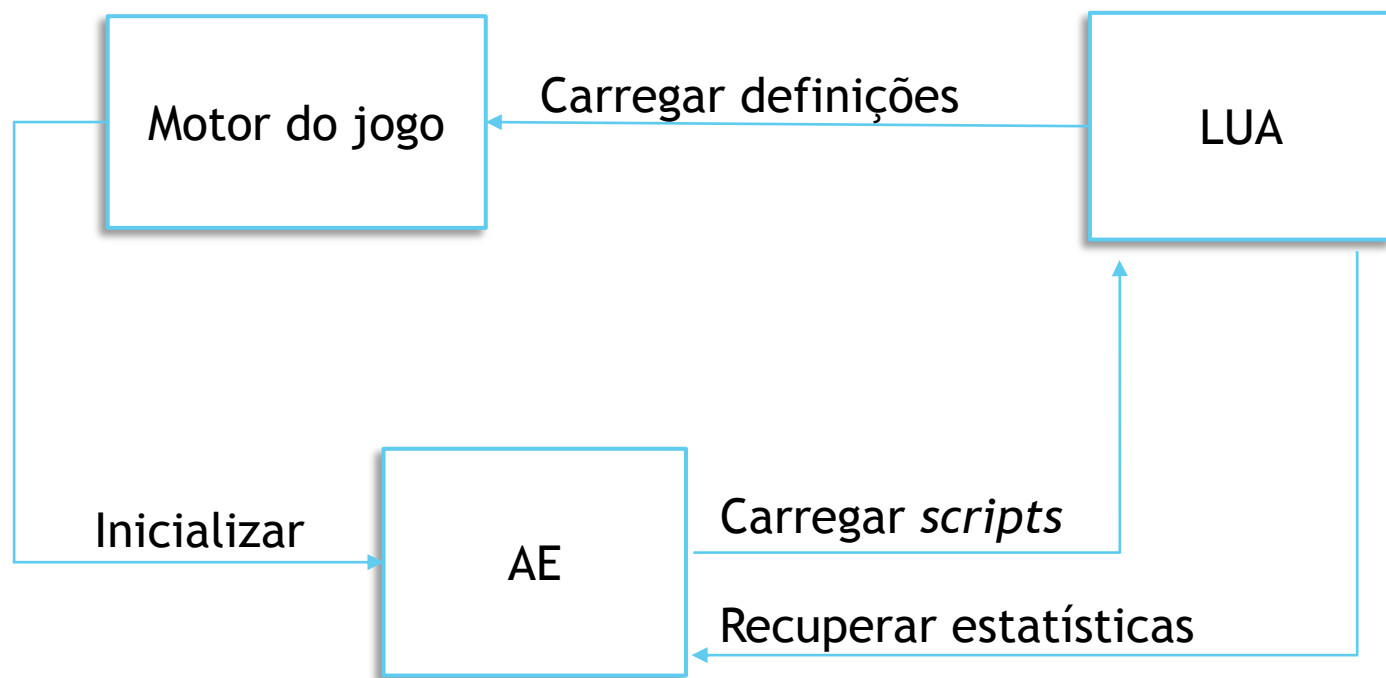 Motor do jogo
Carregar definições
LUA
Inicializar
AE
Carregar scripts
Recuperar estatísticas